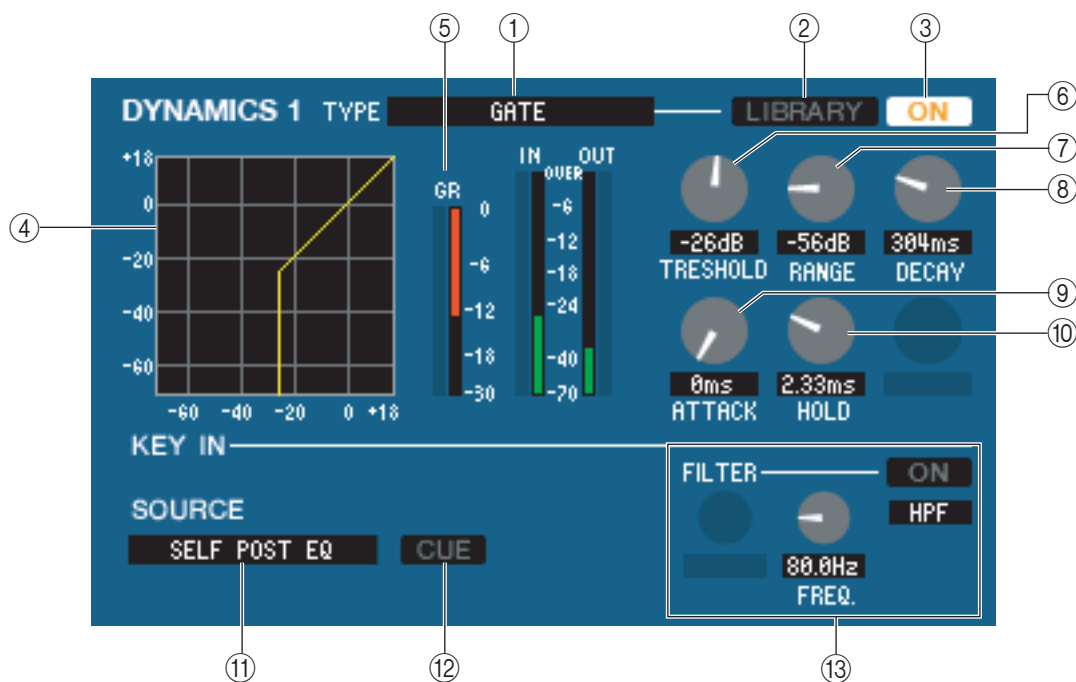 ⑤ ① ② ③
DYNAMICS 1 TYPE GATE LIBRARY ON
⑥
⑦
⑧
④
+18
0
-20
-40
-60
-60 -40 -20 0 +18
GR
0
-6
-12
-18
-30
IN OUT
OVER
-6
-12
-18
-24
-40
-70
-26dB -56dB 304ms
TRESHOLD RANGE DECAY
⑨
⑩
0ms 2.33ms
ATTACK HOLD
KEY IN
FILTER ON
HPF
SOURCE
SELF POST EQ CUE
80.0Hz
FREQ.
⑪ ⑫ ⑬